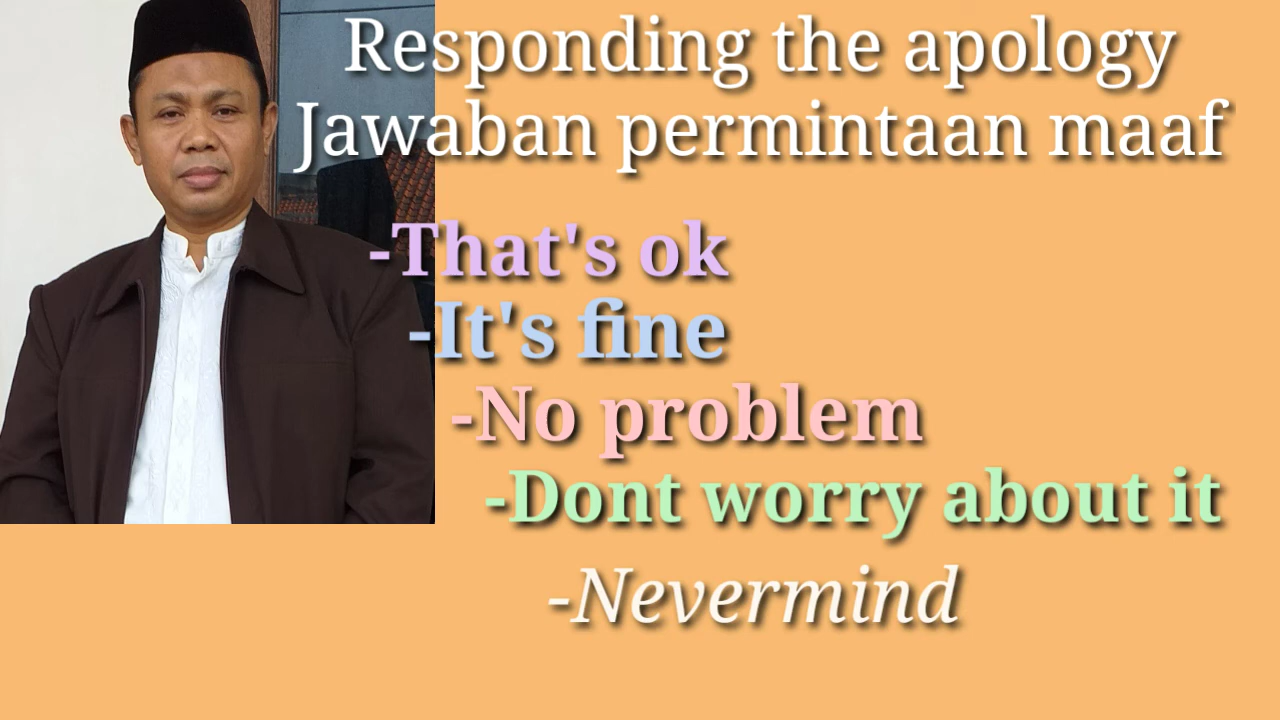 Responding the apology
Jawaban permintaan maaf
-That's ok
-It's fine
-No problem
-Dont worry about it
-Nevermind